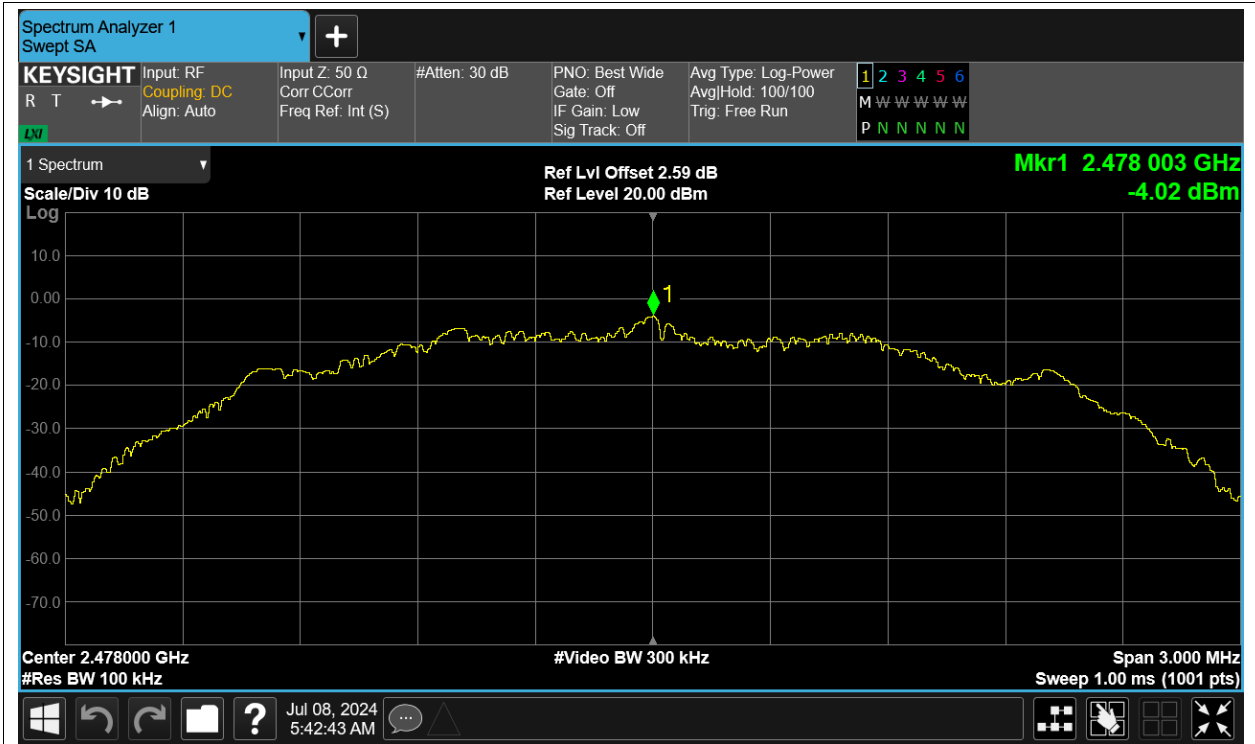 Spectrum Analyzer 1
Swept SA
KEYSIGHT
R T
LXI
Input: RF
Coupling: DC
Align: Auto
Input Z: 50 Ω
Corr CCorr
Freq Ref: Int (S)
#Atten: 30 dB
PNO: Best Wide
Gate: Off
IF Gain: Low
Sig Track: Off
Avg Type: Log-Power
Avg|Hold: 100/100
Trig: Free Run
1 2 3 4 5 6
M W W W W W
P N N N N N
1 Spectrum
Scale/Div 10 dB
Log
Ref Lvl Offset 2.59 dB
Ref Level 20.00 dBm
Mkr1 2.478 003 GHz
-4.02 dBm
10.0
0.00
-10.0
-20.0
-30.0
-40.0
-50.0
-60.0
-70.0
1
Center 2.478000 GHz
#Res BW 100 kHz
#Video BW 300 kHz
Span 3.000 MHz
Sweep 1.00 ms (1001 pts)
?
Jul 08, 2024
5:42:43 AM